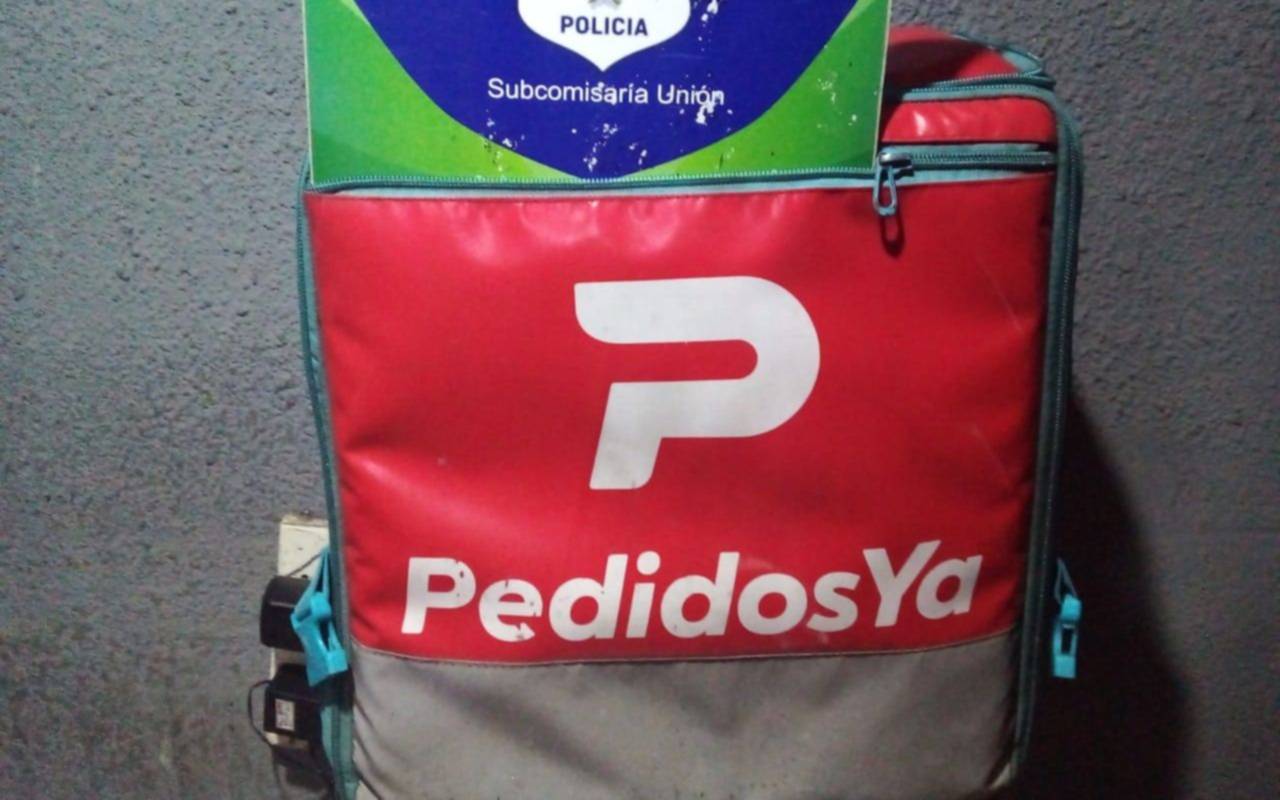 POLICIA
Subcomisaría Unión
P
PedidosYa